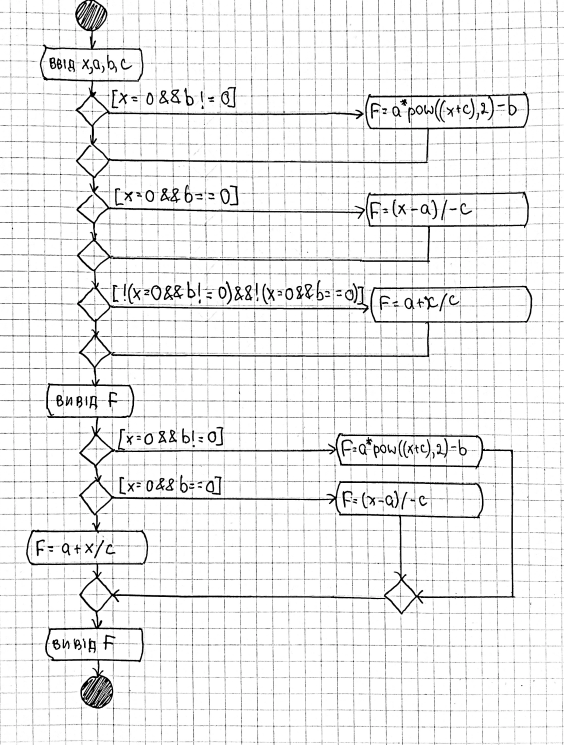 ВВІД x,a,b,c
[x=0&&b!=0]
F=a*pow((x+c),2)-b
[x=0&&b==0]
F=(x-a)/-c
[!(x=0&&b!=0)&&!(x=0&&b==0)]
F=a+x/c
ВИВІД F
[x=0&&b!=0]
F=a*pow((x+c),2)-b
[x=0&&b==0]
F=(x-a)/-c
F=a+x/c
ВИВІД F